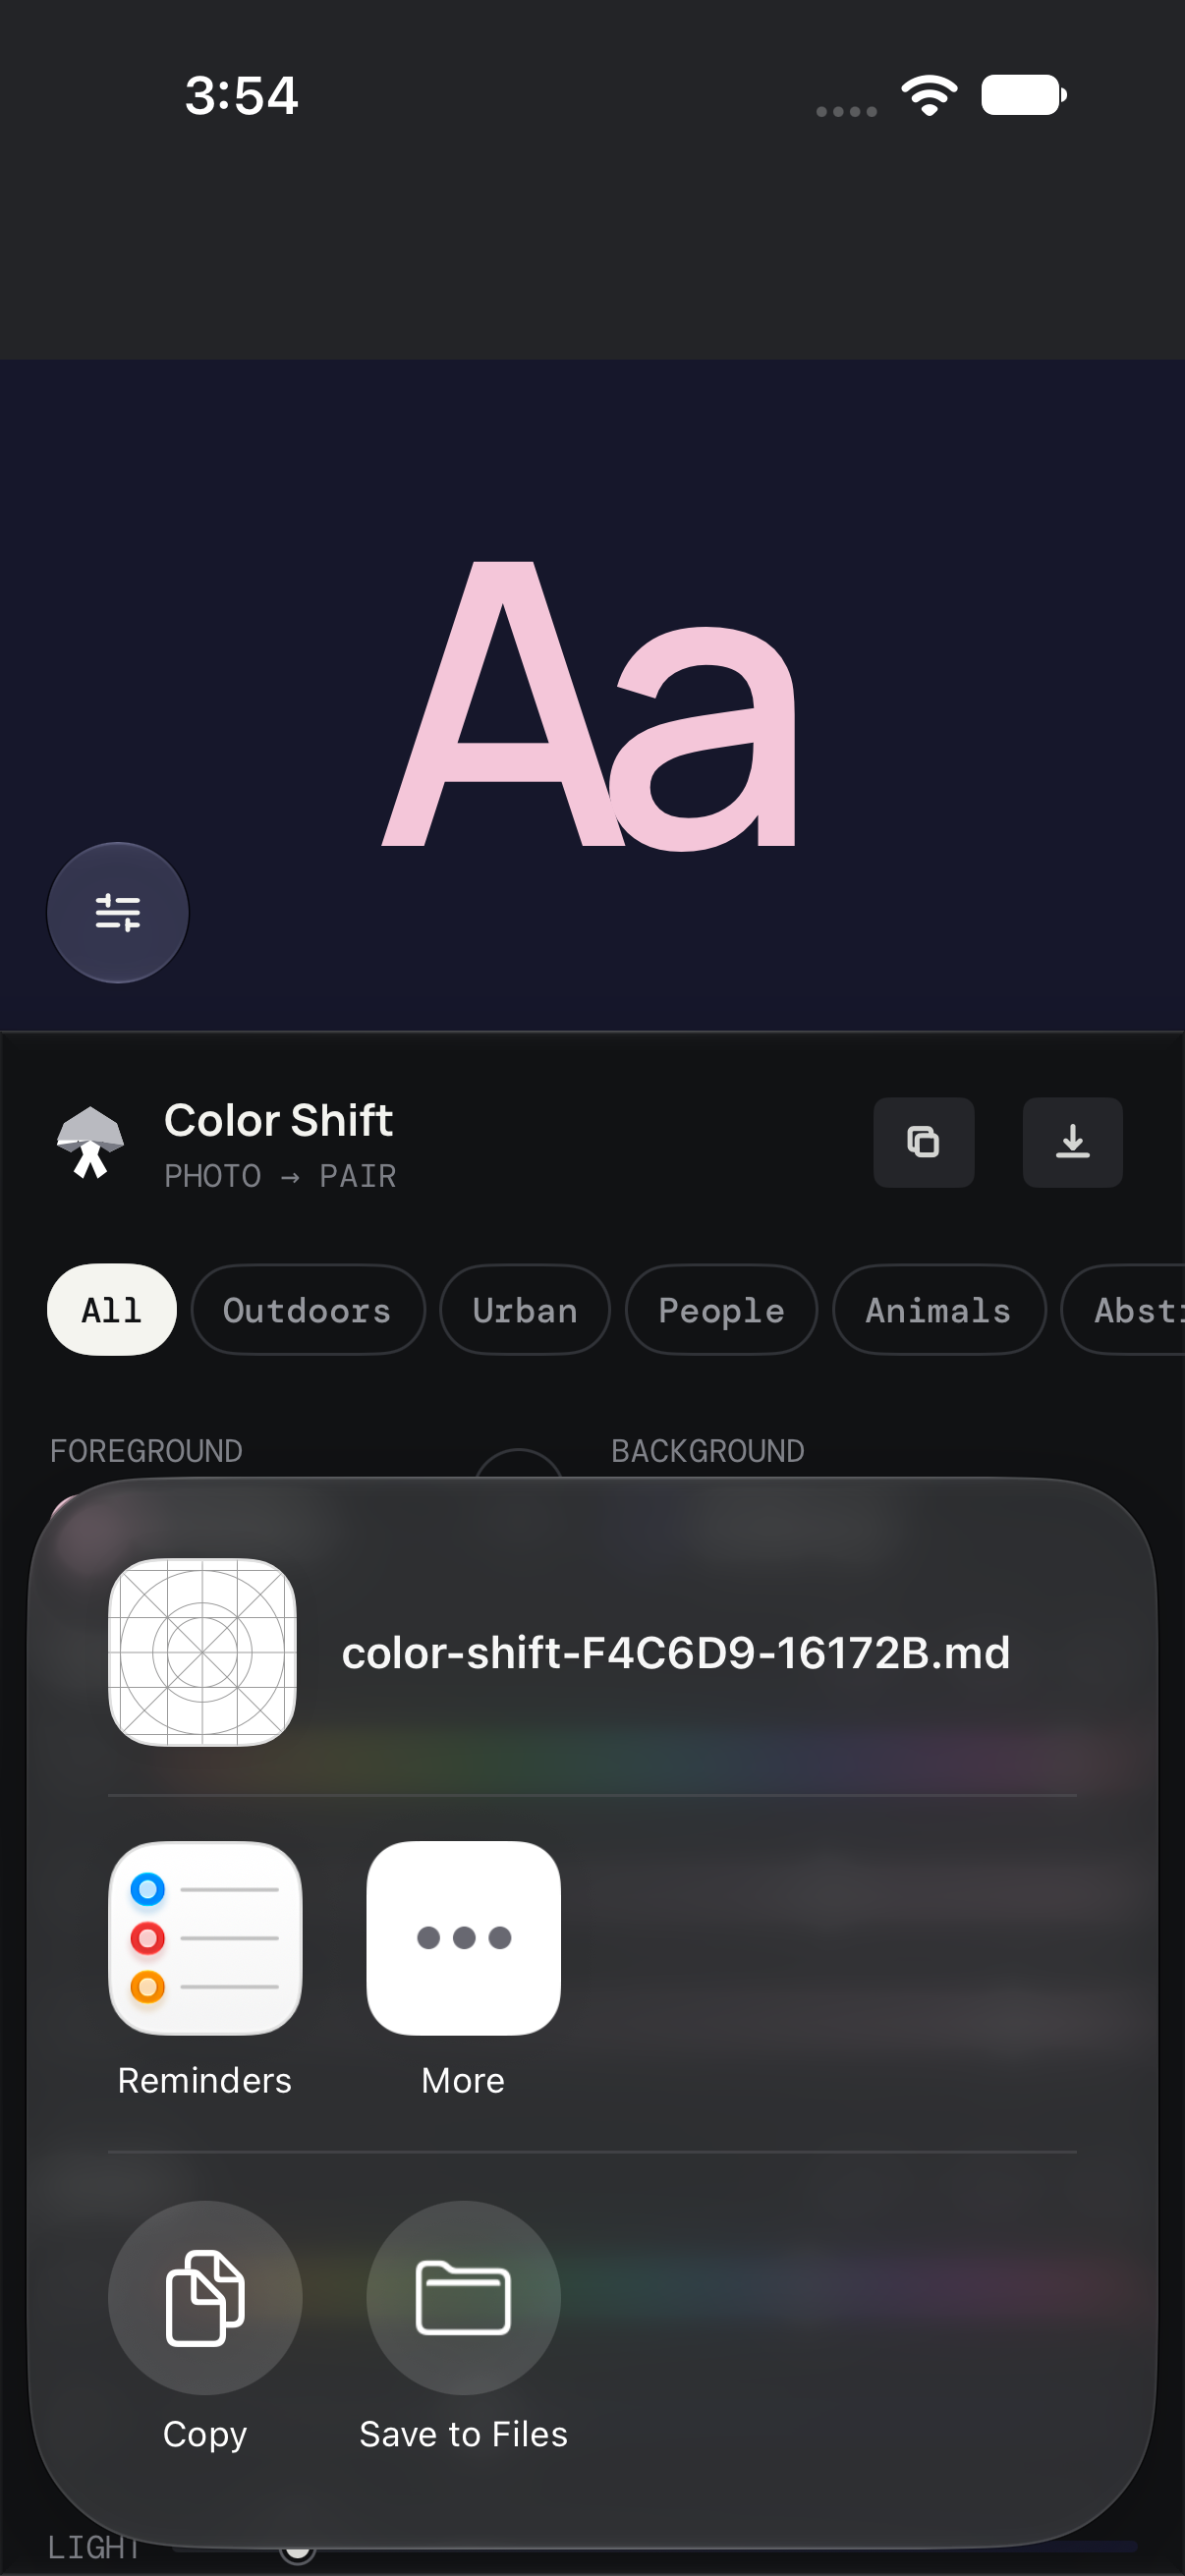 3:54
Aa
Color Shift
PHOTO → PAIR
All Outdoors Urban People Animals
FOREGROUND BACKGROUND
color-shift-F4C6D9-16172B.md
Reminders More
Copy Save to Files
LIGHT